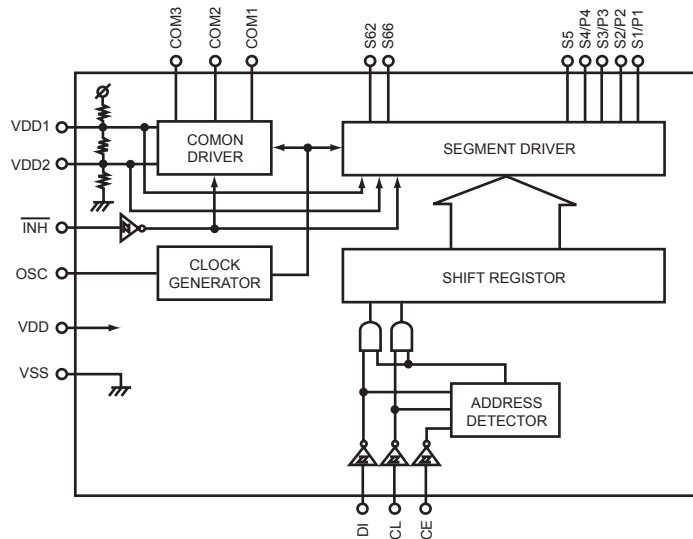 COM3
COM2
COM1
S62
S66
S5
S4/P4
S3/P3
S2/P2
S1/P1
VDD1
VDD2
INH
OSC
VDD
VSS
COMON
DRIVER
SEGMENT DRIVER
CLOCK
GENERATOR
SHIFT REGISTOR
ADDRESS
DETECTOR
DI
CL
CE